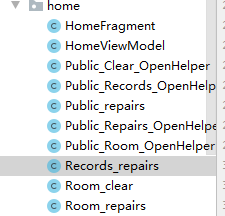 home
HomeFragment
HomeViewModel
Public_Clear_OpenHelper
Public_Records_OpenHelp
Public_repairs
Public_Repairs_OpenHelpe
Public_Room_OpenHelper
Records_repairs
Room_clear
Room_repairs